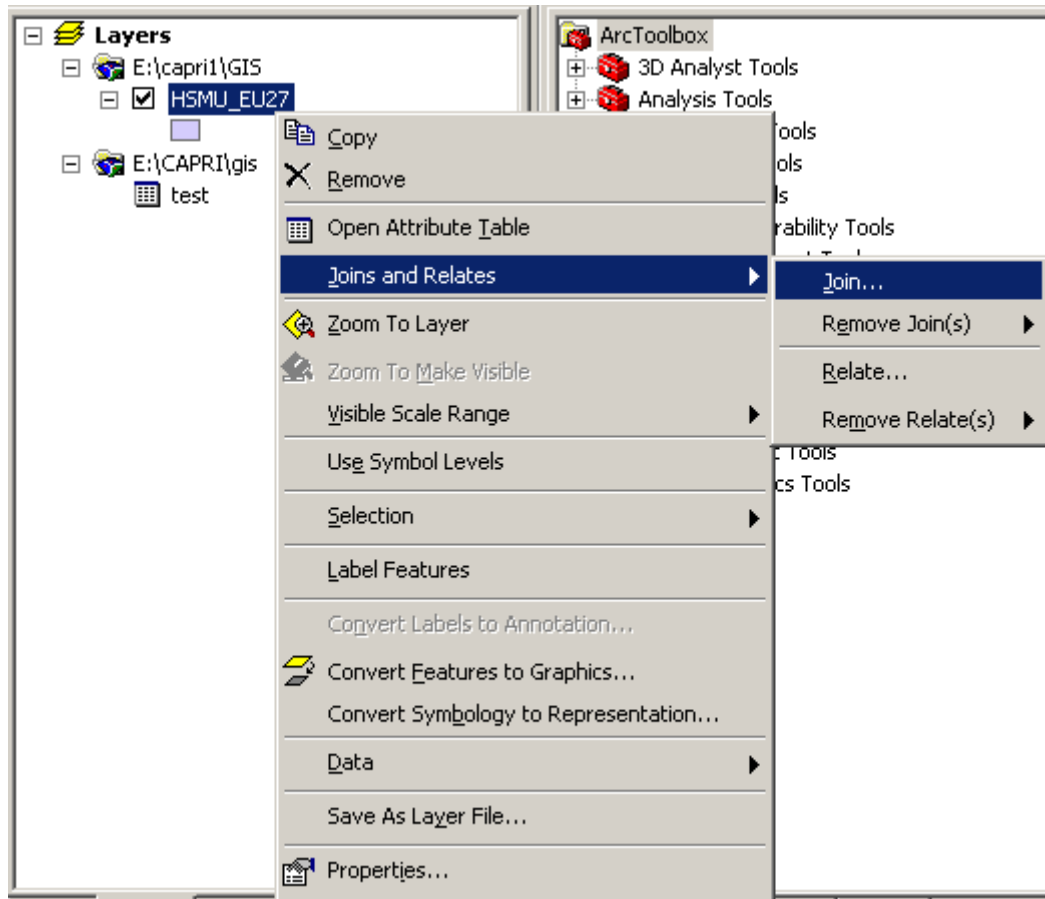 Layers
E:\capri1\GIS
HSMU_EU27
E:\CAPRI\gis
test
ArcToolbox
3D Analyst Tools
Analysis Tools
ools
ols
ls
rability Tools
Tools
cs Tools
Copy
Remove
Open Attribute Table
Joins and Relates
Zoom To Layer
Zoom To Make Visible
Visible Scale Range
Use Symbol Levels
Selection
Label Features
Convert Labels to Annotation...
Convert Features to Graphics...
Convert Symbology to Representation...
Data
Save As Layer File...
Properties...
Join...
Remove Join(s)
Relate...
Remove Relate(s)